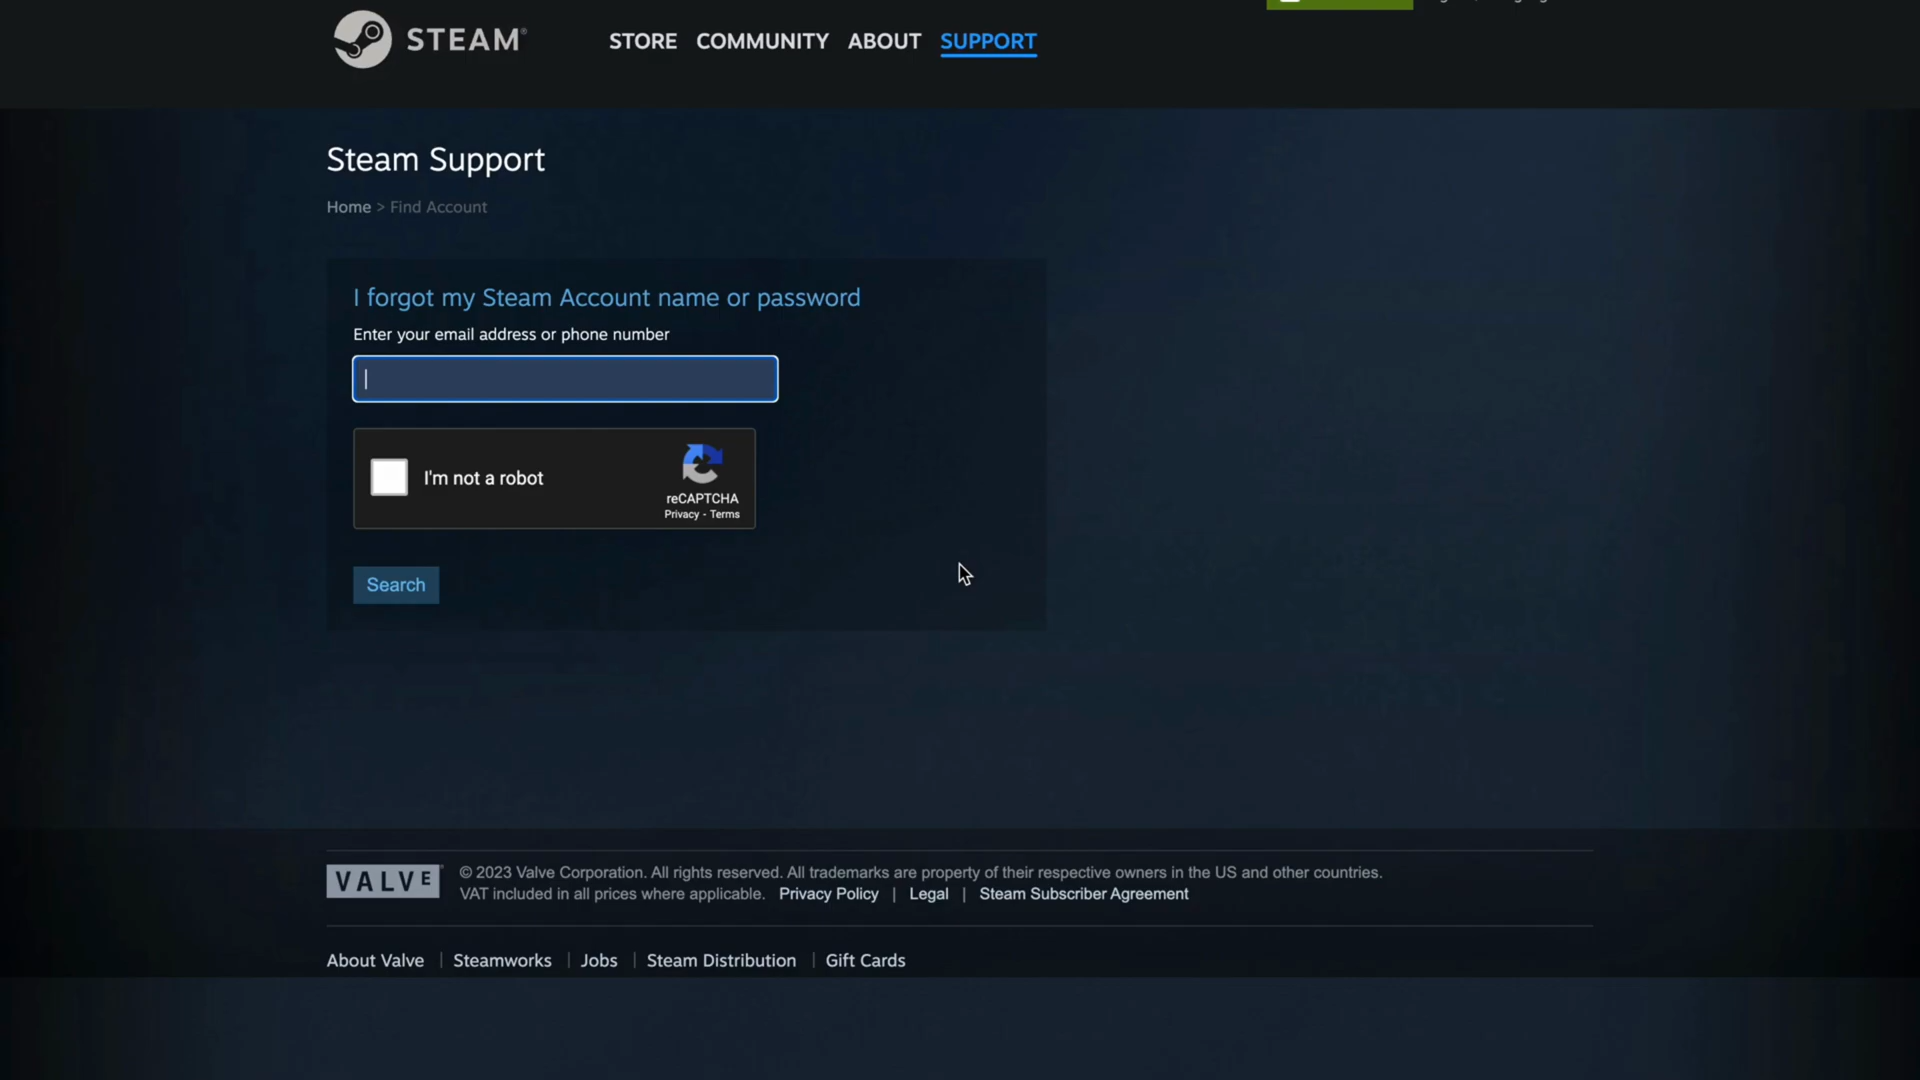 STEAM®
STORE COMMUNITY ABOUT SUPPORT
Steam Support
Home > Find Account
I forgot my Steam Account name or password
Enter your email address or phone number
I'm not a robot
reCAPTCHA
Privacy - Terms
Search
VALVE © 2023 Valve Corporation. All rights reserved. All trademarks are property of their respective owners in the US and other countries.
VAT included in all prices where applicable. Privacy Policy | Legal | Steam Subscriber Agreement
About Valve | Steamworks | Jobs | Steam Distribution | Gift Cards